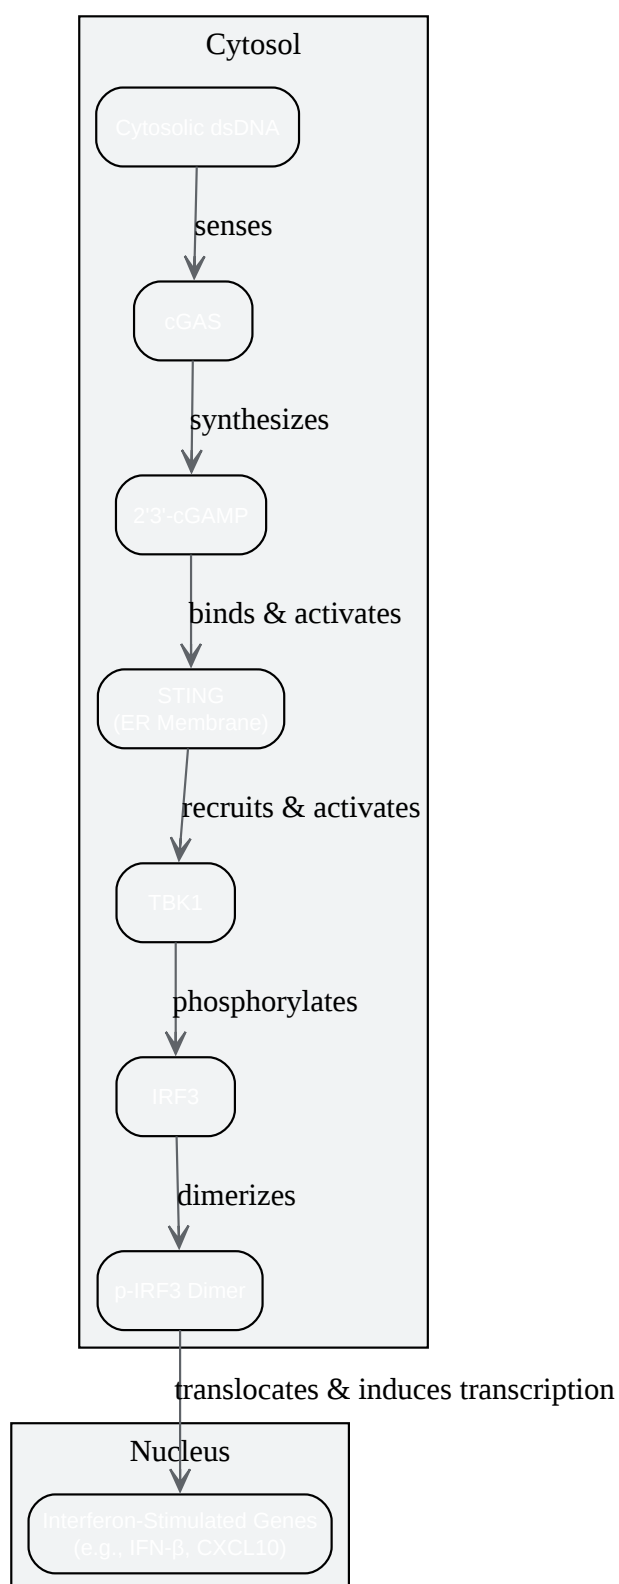 Cytosol
Cytosolic dsDNA
senses
cGAS
synthesizes
2'3'-cGAMP
binds & activates
STING
(ER Membrane)
recruits & activates
TBK1
phosphorylates
IRF3
dimerizes
p-IRF3 Dimer
translocates & induces transcription
Nucleus
Interferon-Stimulated Genes
(e.g., IFN-β, CXCL10)